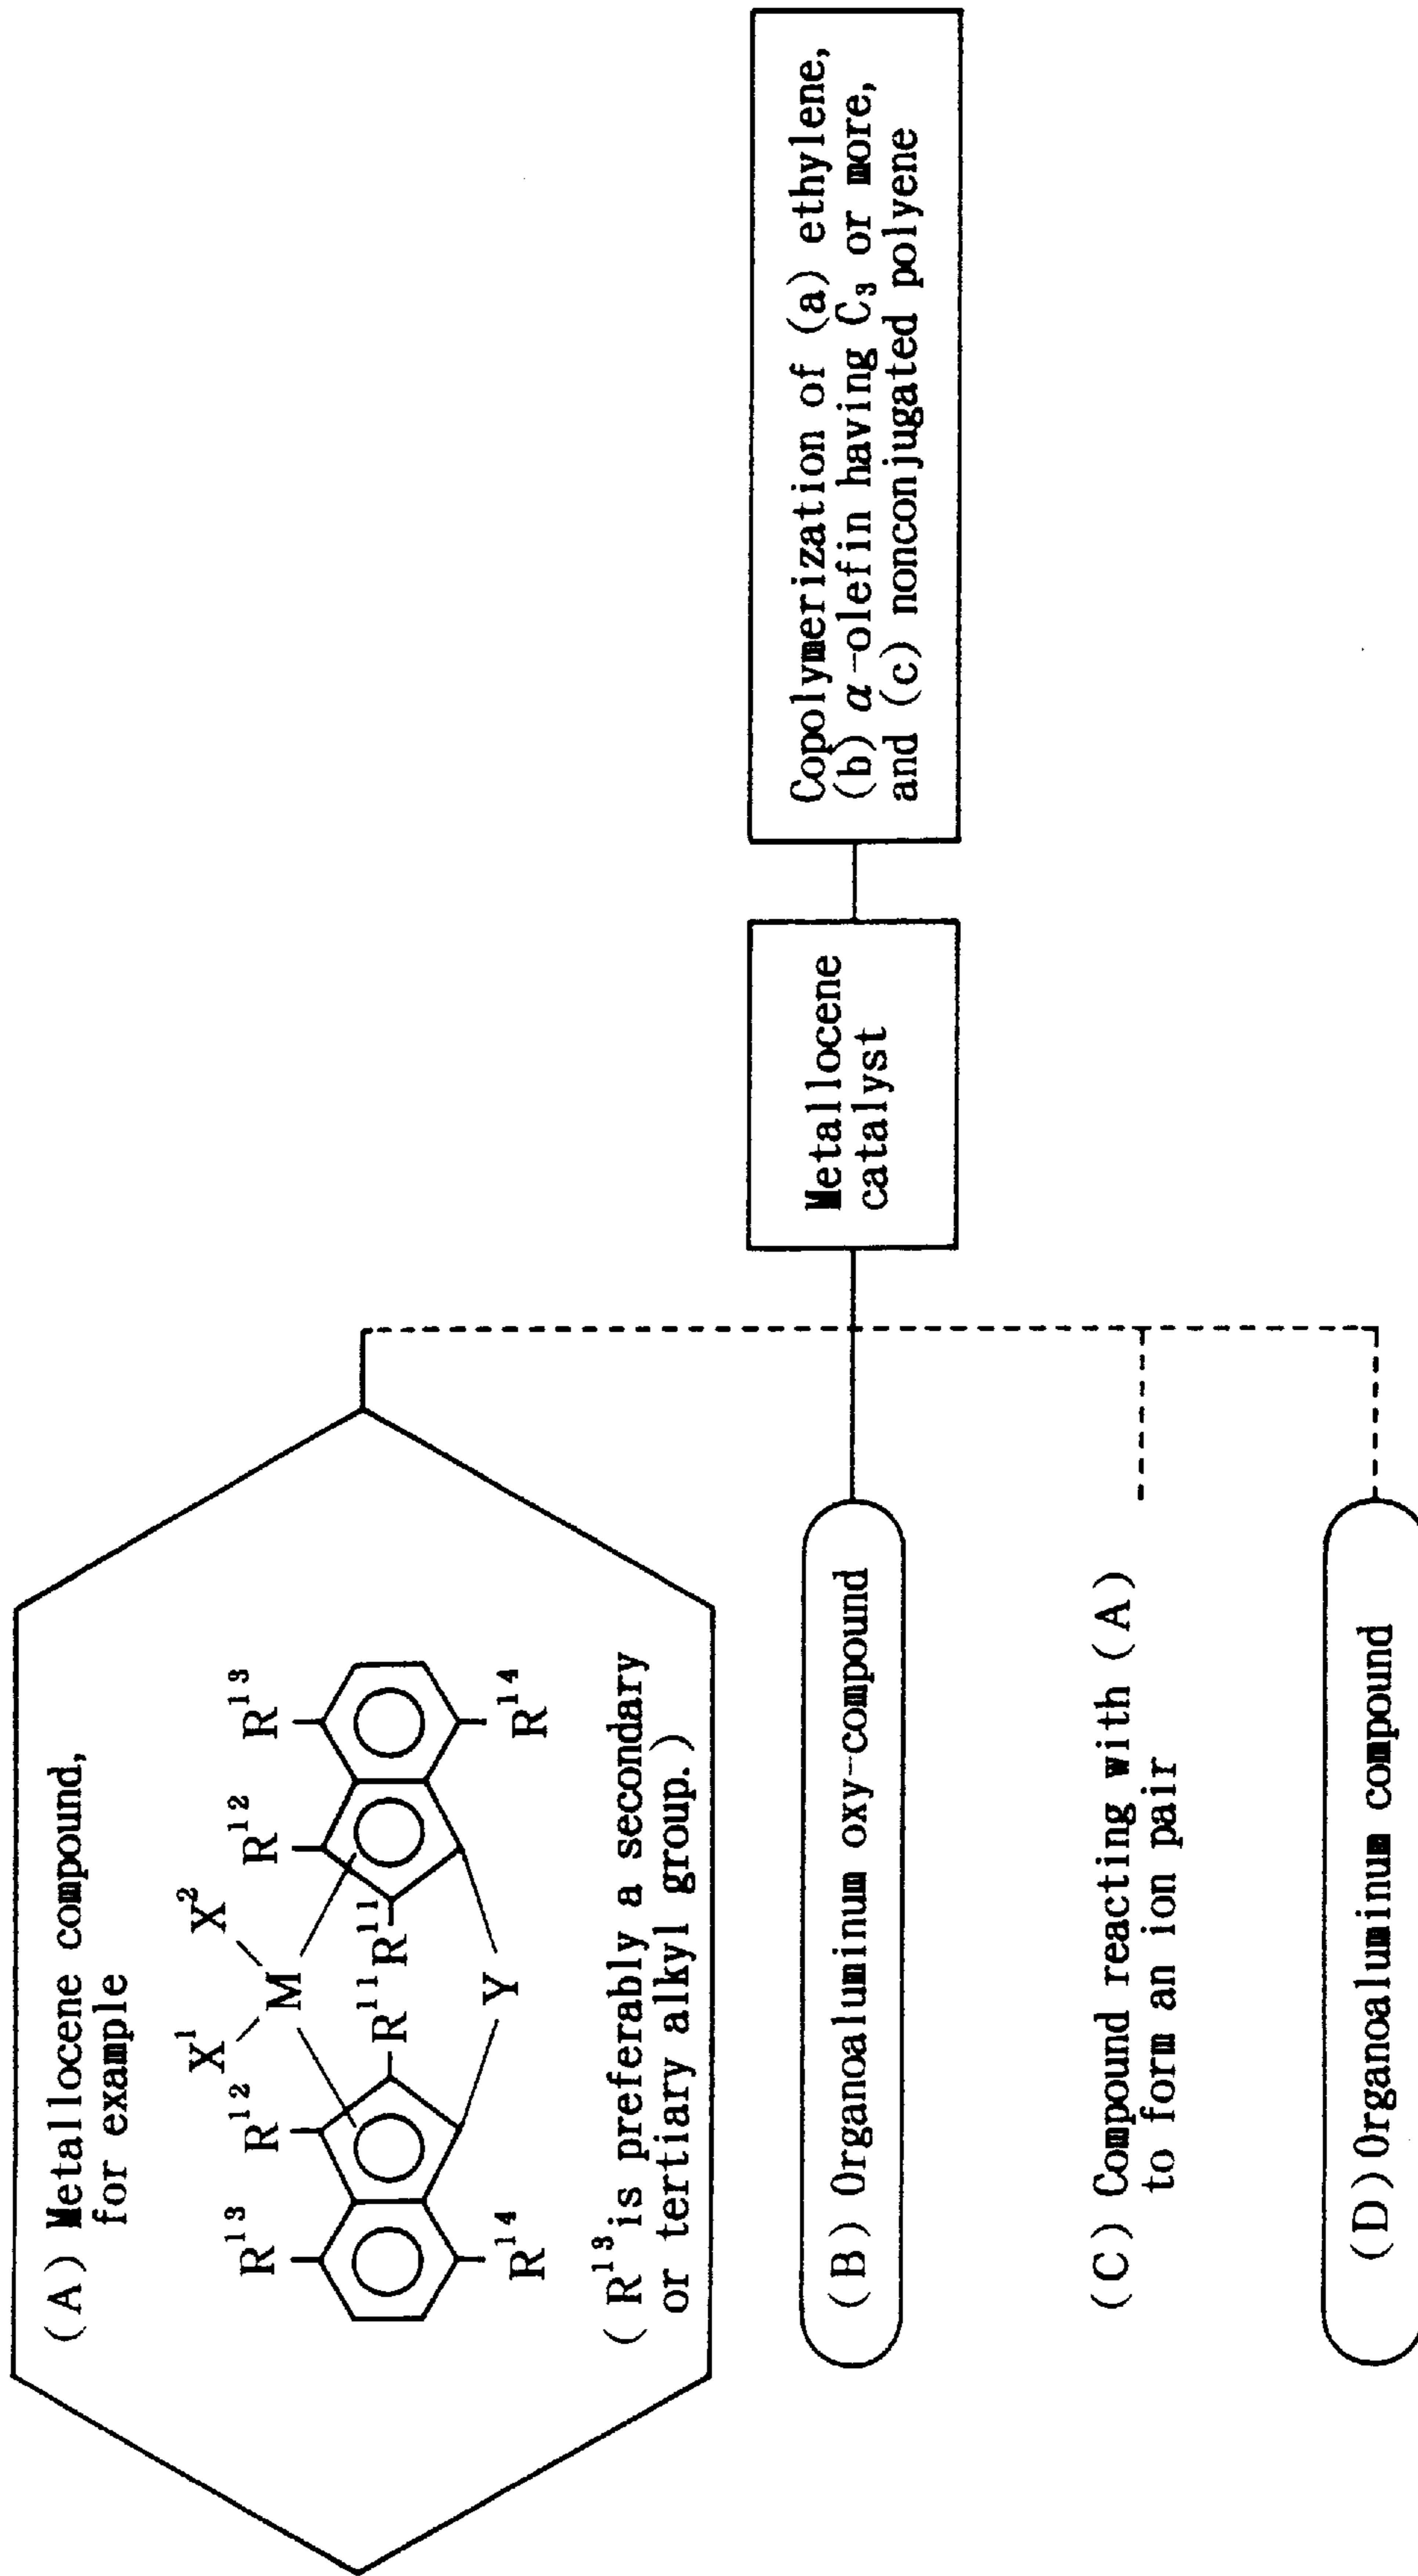 (A) Metallocene compound,
for example
X¹ X²
M
R¹³ R¹² R¹² R¹³
R¹¹ R¹¹
R¹⁴ Y R¹⁴
(R¹³ is preferably a secondary
or tertiary alkyl group.)
(B) Organoaluminum oxy-compound
(C) Compound reacting with (A)
to form an ion pair
(D) Organoaluminum compound
Metallocene
catalyst
Copolymerization of (a) ethylene,
(b) α-olefin having C₃ or more,
and (c) nonconjugated polyene